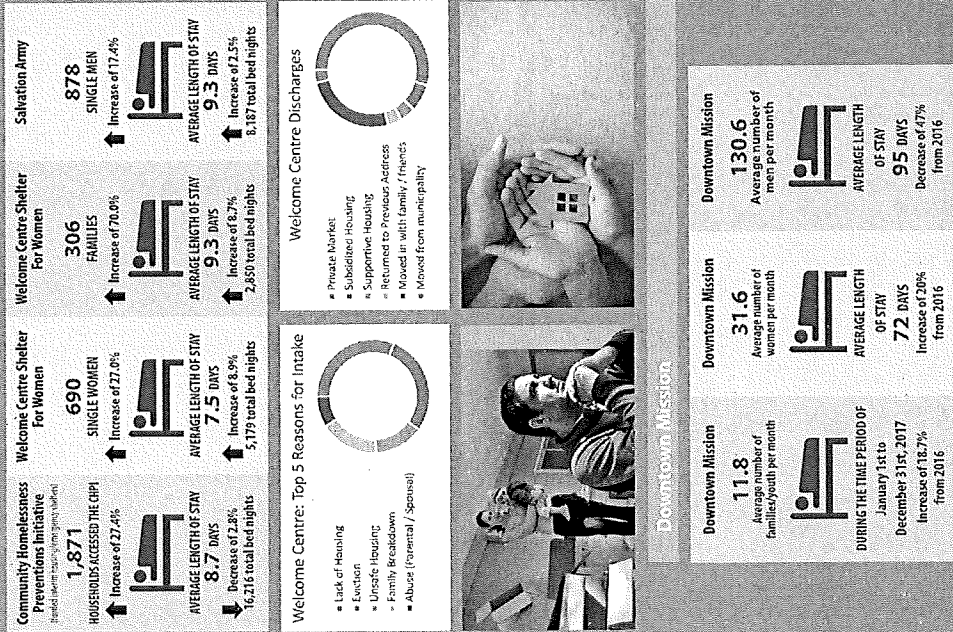 Community Homelessness
Preventions Initiative
1,871
HOUSEHOLDS ACCESSED THE CHPI
Increase of 27.4%
AVERAGE LENGTH OF STAY
8.7 DAYS
Decrease of 2.8%
16,216 total bed nights
Welcome Centre Shelter
For Women
690
SINGLE WOMEN
Increase of 27.0%
AVERAGE LENGTH OF STAY
7.5 DAYS
Increase of 8.9%
5,179 total bed nights
Welcome Centre Shelter
For Women
306
FAMILIES
Increase of 70.0%
AVERAGE LENGTH OF STAY
9.3 DAYS
Increase of 8.7%
2,850 total bed nights
Salvation Army
878
SINGLE MEN
Increase of 17.4%
AVERAGE LENGTH OF STAY
9.3 DAYS
Increase of 2.5%
8,187 total bed nights
Welcome Centre: Top 5 Reasons for Intake
Lack of Housing
Eviction
Unsafe Housing
Family Breakdown
Abuse (Parental / Spousal)
Welcome Centre Discharges
Private Market
Subsidized Housing
Supportive Housing
Returned to Previous Address
Moved in with family / friends
Moved from municipality
Downtown Mission
Downtown Mission
11.8
Average number of
families/youth per month
DURING THE TIME PERIOD OF
January 1st to
December 31st, 2017
Increase of 18.7%
from 2016
Downtown Mission
31.6
Average number of
women per month
AVERAGE LENGTH
OF STAY
72 DAYS
Increase of 20%
from 2016
Downtown Mission
130.6
Average number of
men per month
AVERAGE LENGTH
OF STAY
95 DAYS
Decrease of 47%
from 2016